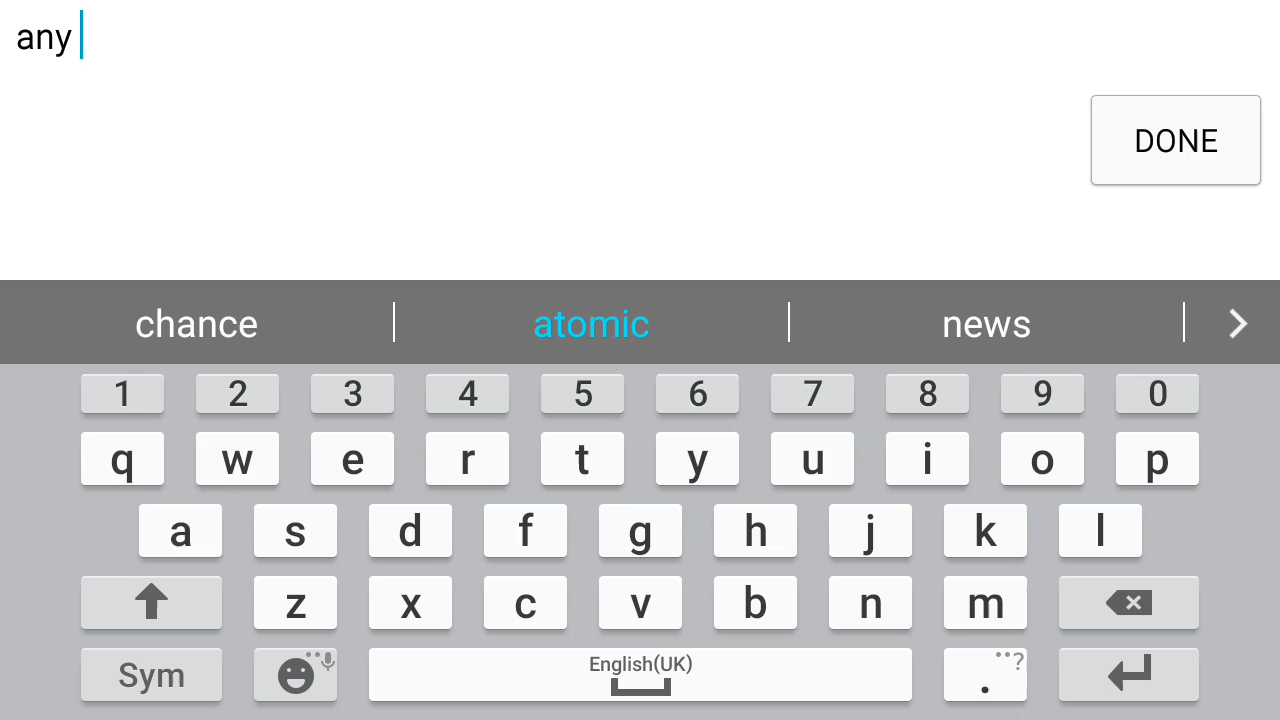 any
DONE
chance atomic news
1 2 3 4 5 6 7 8 9 0
q w e r t y u i o p
a s d f g h j k l
z x c v b n m
Sym English(UK) . ?